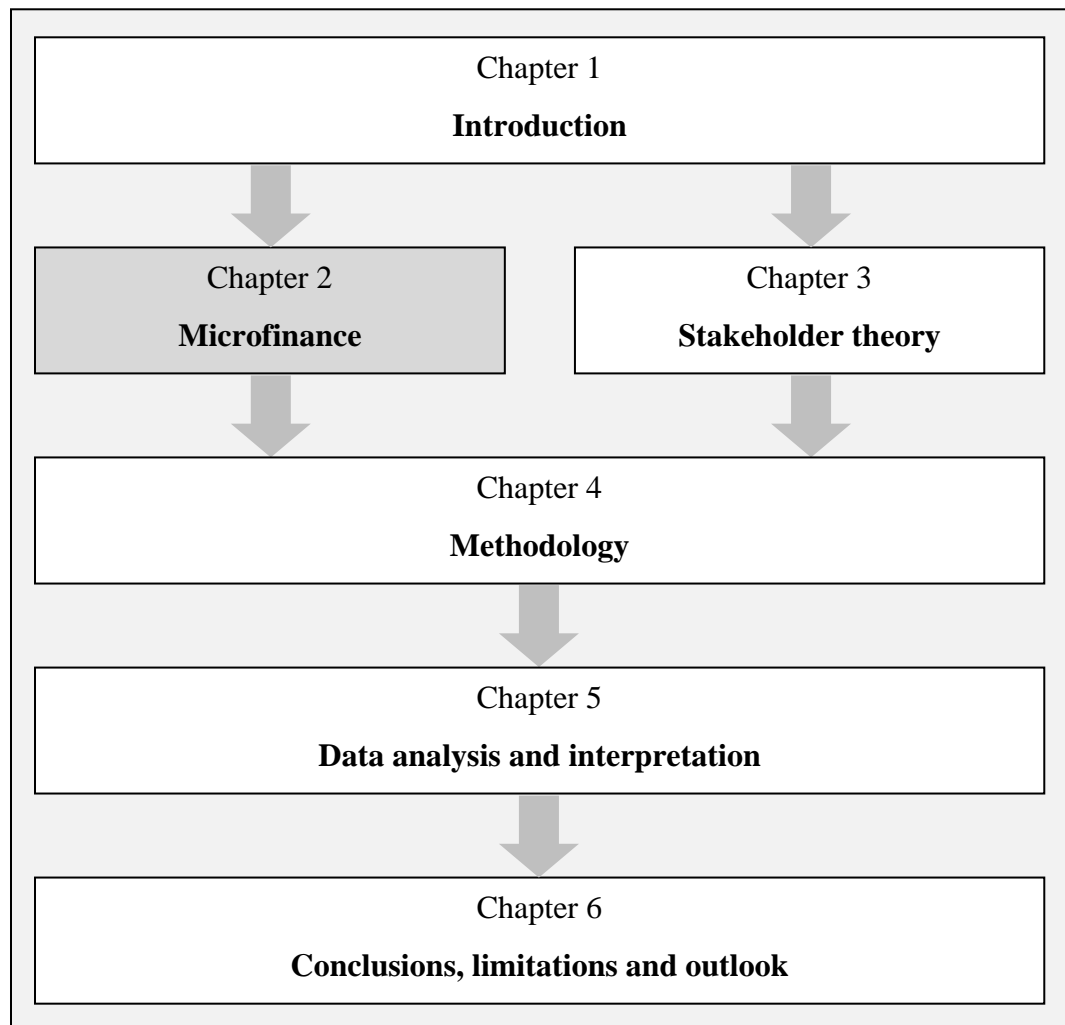 Chapter 1
Introduction
Chapter 2
Microfinance
Chapter 3
Stakeholder theory
Chapter 4
Methodology
Chapter 5
Data analysis and interpretation
Chapter 6
Conclusions, limitations and outlook